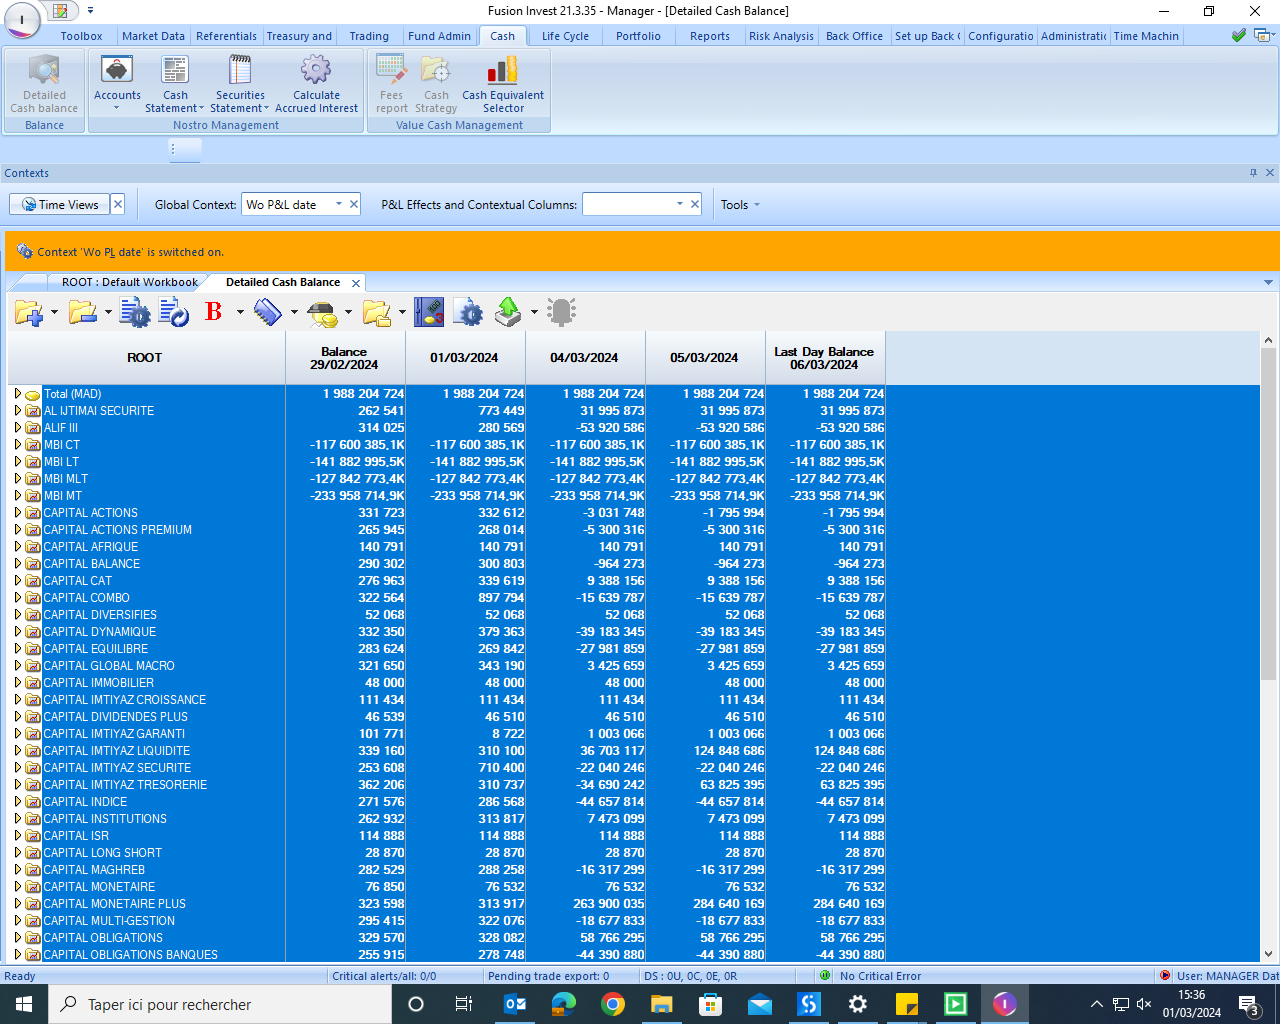 Fusion Invest 21.3.35 - Manager - [Detailed Cash Balance]
Toolbox Market Data Referentials Treasury and Trading Fund Admin Cash Life Cycle Portfolio Reports Risk Analysis Back Office Set up Back ( Configuratio Administrati Time Machin
Detailed Cash balance
Accounts
Cash Statement
Securities Statement
Calculate Accrued Interest
Fees report
Cash Strategy
Cash Equivalent Selector
Balance Nostro Management Value Cash Management
Contexts
Time Views Global Context: Wo P&L date P&L Effects and Contextual Columns: Tools
Context 'Wo PL date' is switched on.
ROOT : Default Workbook Detailed Cash Balance
ROOT Balance 29/02/2024 01/03/2024 04/03/2024 05/03/2024 Last Day Balance 06/03/2024
Total (MAD) 1 988 204 724 1 988 204 724 1 988 204 724 1 988 204 724 1 988 204 724
AL IJTIMAI SECURITE 262 541 773 449 31 995 873 31 995 873 31 995 873
ALIF III 314 025 280 569 -53 920 586 -53 920 586 -53 920 586
MBI CT -117 600 385,1K -117 600 385,1K -117 600 385,1K -117 600 385,1K -117 600 385,1K
MBI LT -141 882 995,5K -141 882 995,5K -141 882 995,5K -141 882 995,5K -141 882 995,5K
MBI MLT -127 842 773,4K -127 842 773,4K -127 842 773,4K -127 842 773,4K -127 842 773,4K
MBI MT -233 958 714,9K -233 958 714,9K -233 958 714,9K -233 958 714,9K -233 958 714,9K
CAPITAL ACTIONS 331 723 332 612 -3 031 748 -1 795 994 -1 795 994
CAPITAL ACTIONS PREMIUM 265 945 268 014 -5 300 316 -5 300 316 -5 300 316
CAPITAL AFRIQUE 140 791 140 791 140 791 140 791 140 791
CAPITAL BALANCE 290 302 300 803 -964 273 -964 273 -964 273
CAPITAL CAT 276 963 339 619 9 388 156 9 388 156 9 388 156
CAPITAL COMBO 322 564 897 794 -15 639 787 -15 639 787 -15 639 787
CAPITAL DIVERSIFIES 52 068 52 068 52 068 52 068 52 068
CAPITAL DYNAMIQUE 332 350 379 363 -39 183 345 -39 183 345 -39 183 345
CAPITAL EQUILIBRE 283 624 269 842 -27 981 859 -27 981 859 -27 981 859
CAPITAL GLOBAL MACRO 321 650 343 190 3 425 659 3 425 659 3 425 659
CAPITAL IMMOBILIER 48 000 48 000 48 000 48 000 48 000
CAPITAL IMTIYAZ CROISSANCE 111 434 111 434 111 434 111 434 111 434
CAPITAL DIVIDENDES PLUS 46 539 46 510 46 510 46 510 46 510
CAPITAL IMTIYAZ GARANTI 101 771 8 722 1 003 066 1 003 066 1 003 066
CAPITAL IMTIYAZ LIQUIDITE 339 160 310 100 36 703 117 124 848 686 124 848 686
CAPITAL IMTIYAZ SECURITE 253 608 710 400 -22 040 246 -22 040 246 -22 040 246
CAPITAL IMTIYAZ TRESORERIE 362 206 310 737 -34 690 242 63 825 395 63 825 395
CAPITAL INDICE 271 576 286 568 -44 657 814 -44 657 814 -44 657 814
CAPITAL INSTITUTIONS 262 932 313 817 7 473 099 7 473 099 7 473 099
CAPITAL ISR 114 888 114 888 114 888 114 888 114 888
CAPITAL LONG SHORT 28 870 28 870 28 870 28 870 28 870
CAPITAL MAGHREB 282 529 288 258 -16 317 299 -16 317 299 -16 317 299
CAPITAL MONETAIRE 76 850 76 532 76 532 76 532 76 532
CAPITAL MONETAIRE PLUS 323 598 313 917 263 900 035 284 640 169 284 640 169
CAPITAL MULTI-GESTION 295 415 322 076 -18 677 833 -18 677 833 -18 677 833
CAPITAL OBLIGATIONS 329 570 328 082 58 766 295 58 766 295 58 766 295
CAPITAL OBLIGATIONS BANQUES 255 915 278 748 -44 390 880 -44 390 880 -44 390 880
Ready Critical alerts/all: 0/0 Pending trade export: 0 DS : 0U, 0C, 0E, 0R No Critical Error User: MANAGER Dat
Taper ici pour rechercher
15:36
01/03/2024
3